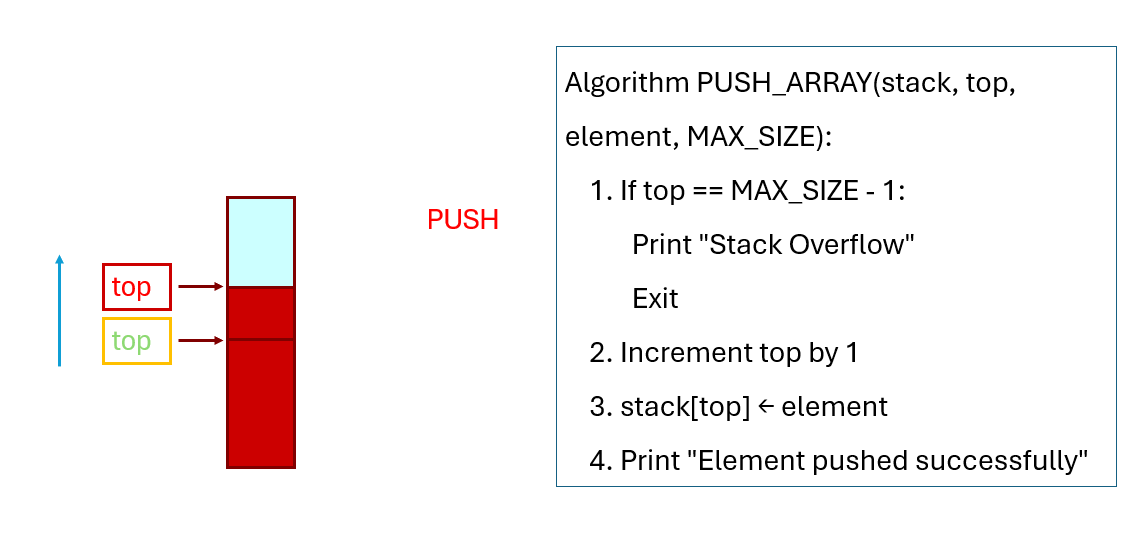 Algorithm PUSH_ARRAY(stack, top,
element, MAX_SIZE):
1. If top == MAX_SIZE - 1:
Print "Stack Overflow"
Exit
2. Increment top by 1
3. stack[top] ← element
4. Print "Element pushed successfully"
PUSH
top
top